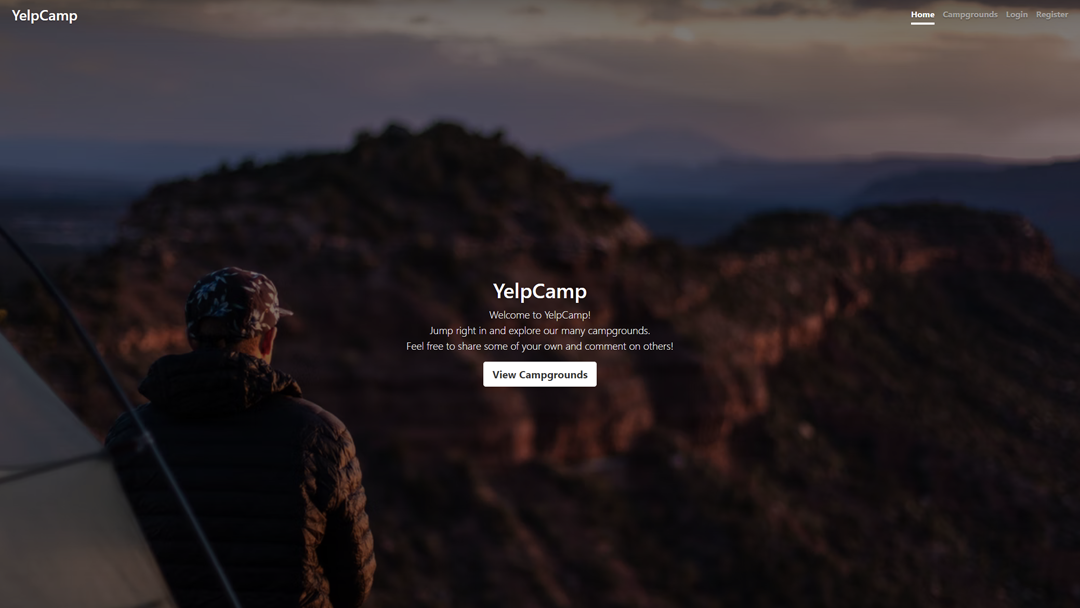 YelpCamp
Home Campgrounds Login Register
YelpCamp
Welcome to YelpCamp!
Jump right in and explore our many campgrounds.
Feel free to share some of your own and comment on others!
View Campgrounds